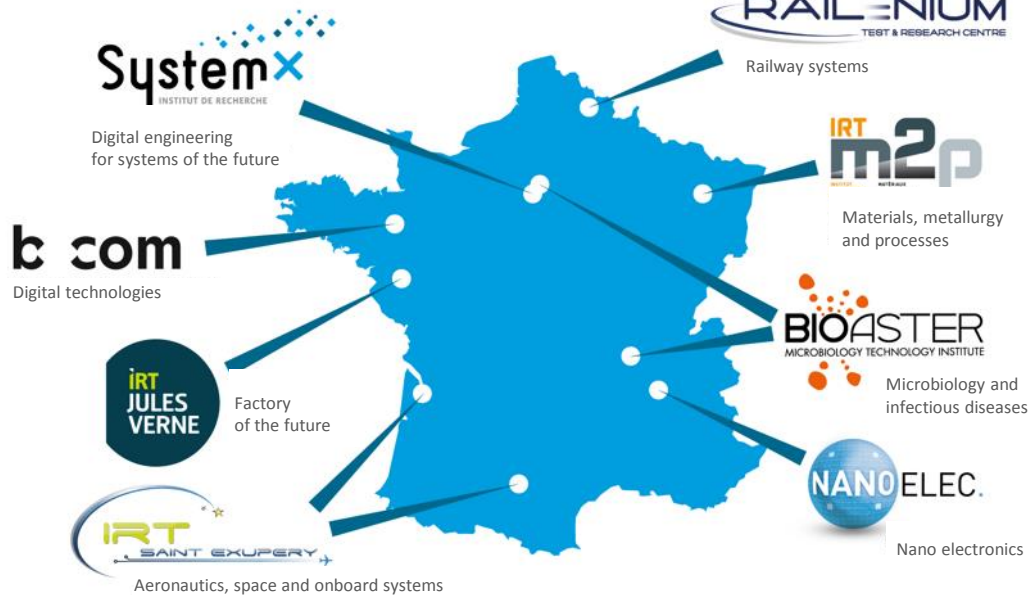 RAILENIUM
TEST & RESEARCH CENTRE
Railway systems
SystemX
INSTITUT DE RECHERCHE
Digital engineering
for systems of the future
IRT
m2p
INSTITUT MATÉRIAUX
Materials, metallurgy
and processes
b com
Digital technologies
BIOASTER
MICROBIOLOGY TECHNOLOGY INSTITUTE
Microbiology and
infectious diseases
iRT
JULES
VERNE
Factory
of the future
NANOELEC.
Nano electronics
IRT
SAINT EXUPERY
Aeronautics, space and onboard systems